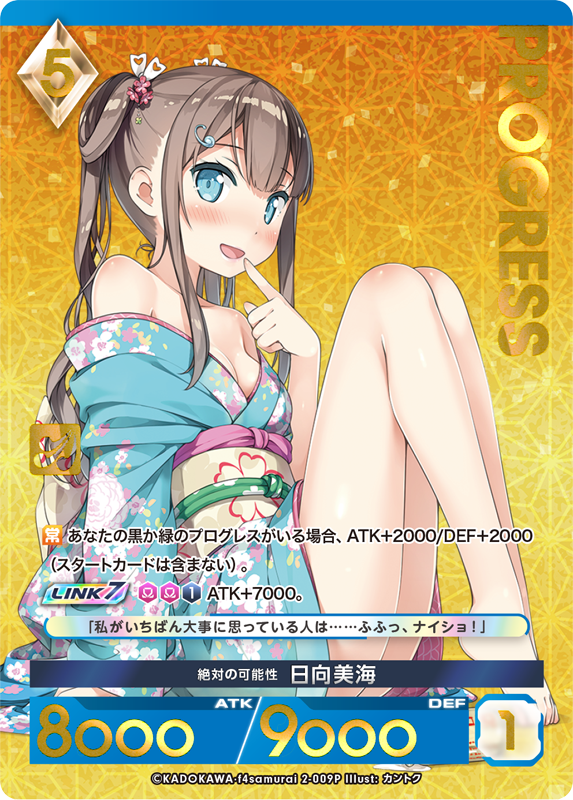 5
PROGRESS
常 あなたの黒か緑のプログレスがいる場合、ATK+2000/DEF+2000
(スタートカードは含まない)。
LINK 7 1 ATK+7000。
「私がいちばん大事に思っている人は……ふふっ、ナイショ!」
絶対の可能性 日向美海
ATK DEF
8000/9000 1
©KADOKAWA-f4samurai 2-009P Illust: カントク